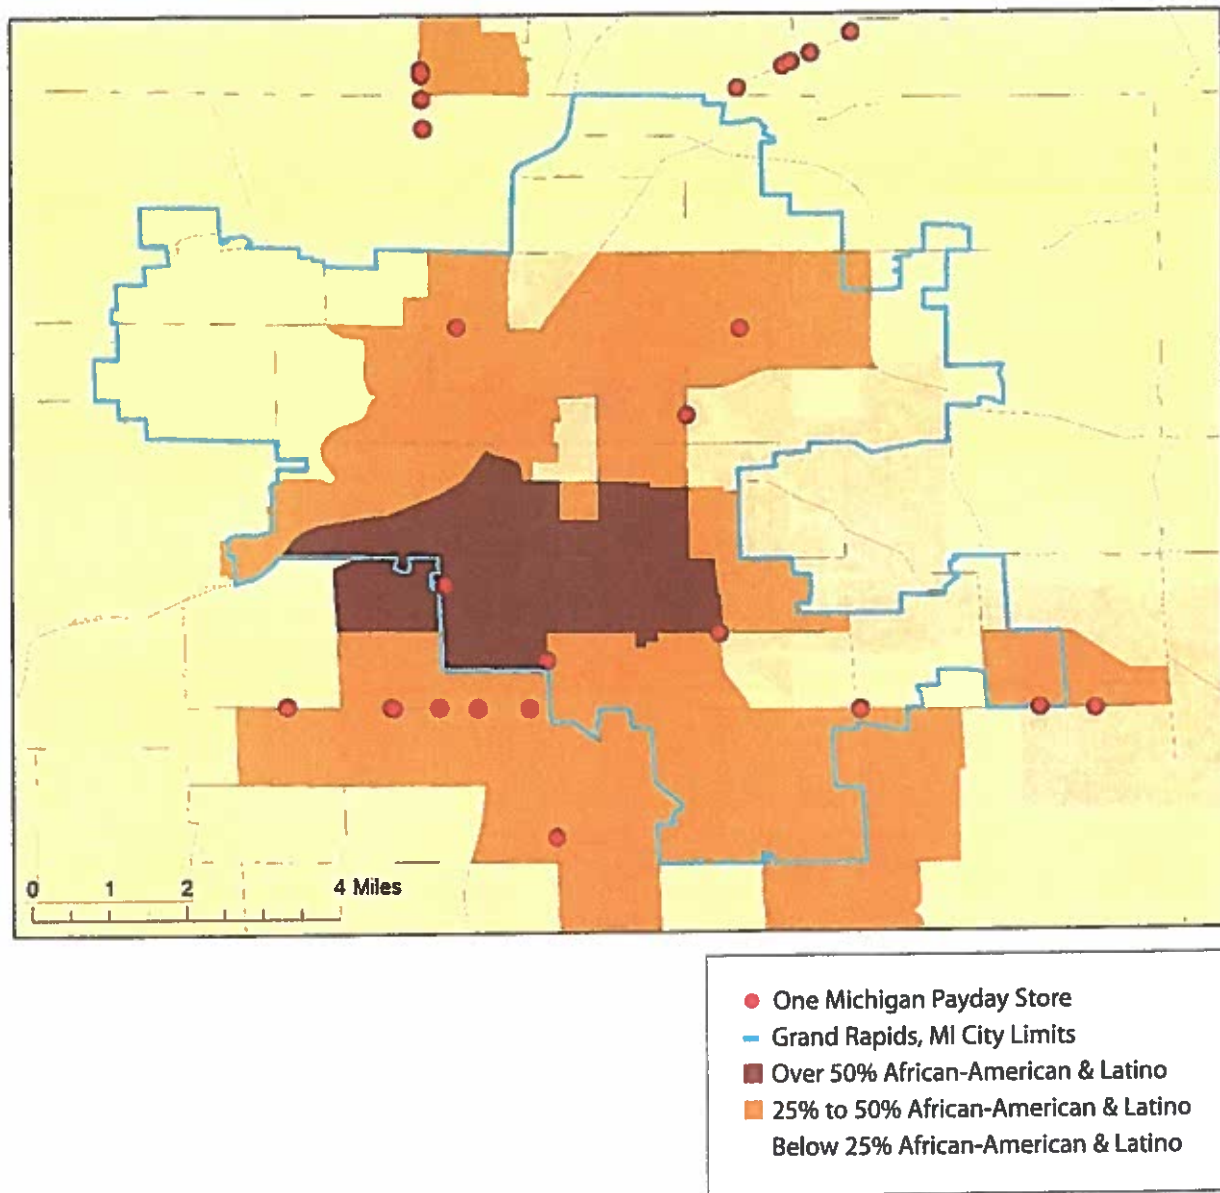 0 1 2 4 Miles
One Michigan Payday Store
Grand Rapids, MI City Limits
Over 50% African-American & Latino
25% to 50% African-American & Latino
Below 25% African-American & Latino